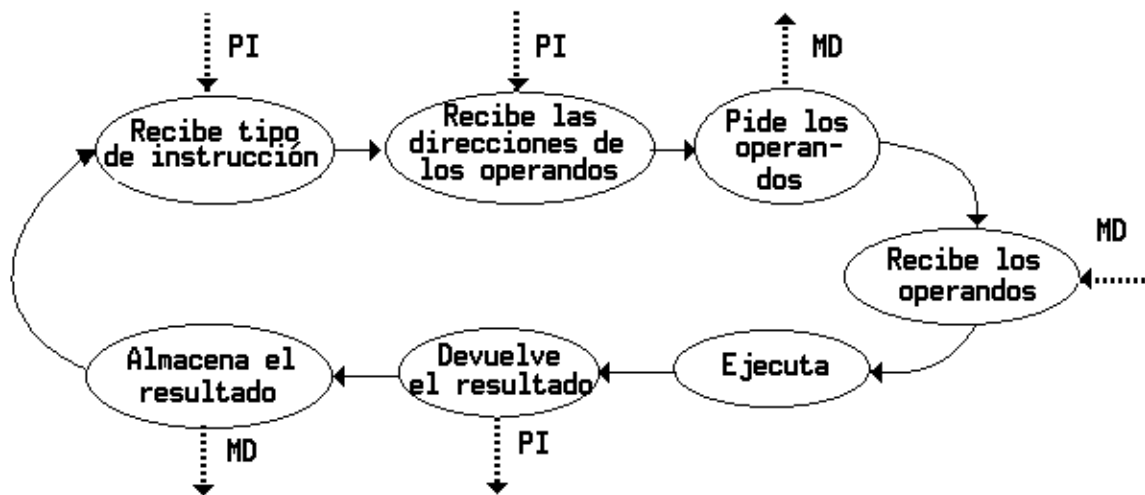 PI
Recibe tipo
de instrucción
PI
Recibe las
direcciones de
los operandos
MD
Pide los
operan-
dos
MD
Recibe los
operandos
Ejecuta
Devuelve
el resultado
PI
Almacena el
resultado
MD